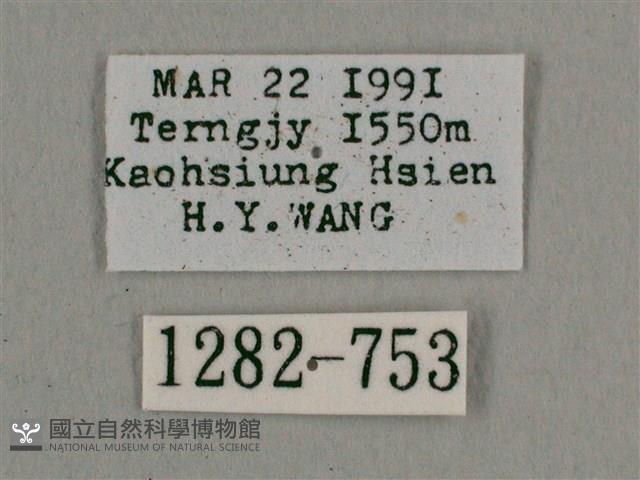 MAR 22 I99I
Terngjy I550m
Kaohsiung Hsien
H.Y.WANG
1282-753
國立自然科學博物館
NATIONAL MUSEUM OF NATURAL SCIENCE